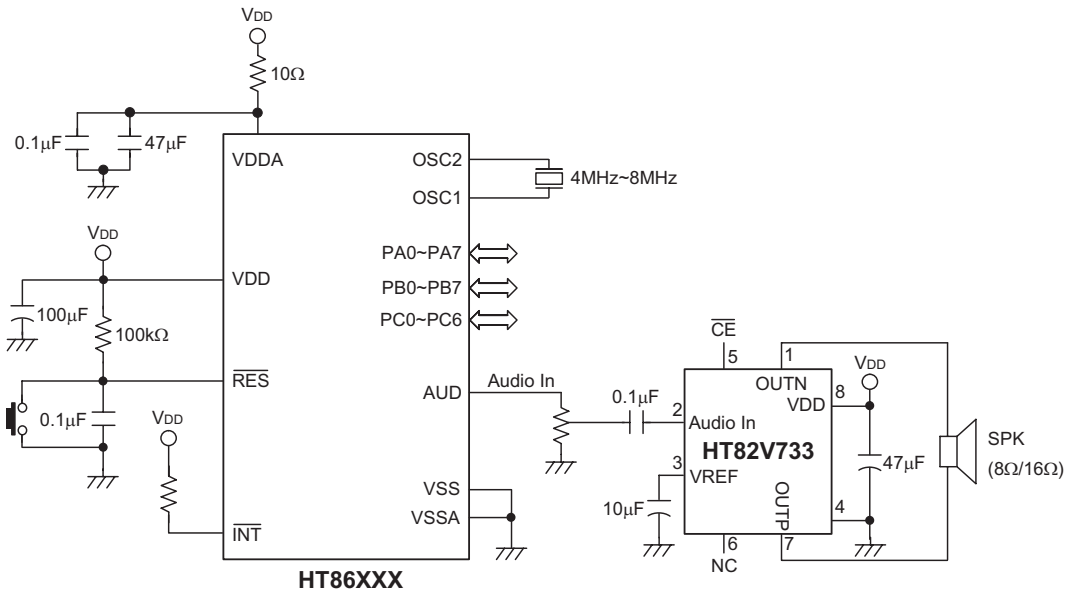 VDD
10Ω
0.1μF
47μF
VDDA
OSC2
4MHz~8MHz
OSC1
VDD
PA0~PA7
VDD
PB0~PB7
100μF
PC0~PC6
100kΩ
CE
5
1
RES
AUD
Audio In
OUTN
VDD
8
VDD
0.1μF
VDD
0.1μF
2
Audio In
HT82V733
SPK
(8Ω/16Ω)
3
VREF
47μF
10μF
OUTP
4
VSS
VSSA
INT
6
NC
7
HT86XXX